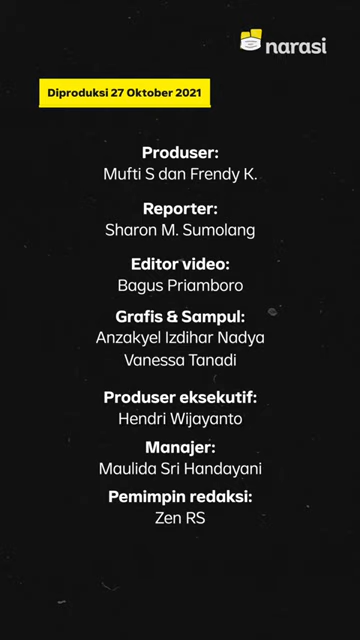 narasi
Diproduksi 27 Oktober 2021
Produser:
Mufti S dan Frendy K.
Reporter:
Sharon M. Sumolang
Editor video:
Bagus Priamboro
Grafis & Sampul:
Anzakyel Izdihar Nadya
Vanessa Tanadi
Produser eksekutif:
Hendri Wijayanto
Manajer:
Maulida Sri Handayani
Pemimpin redaksi:
Zen RS